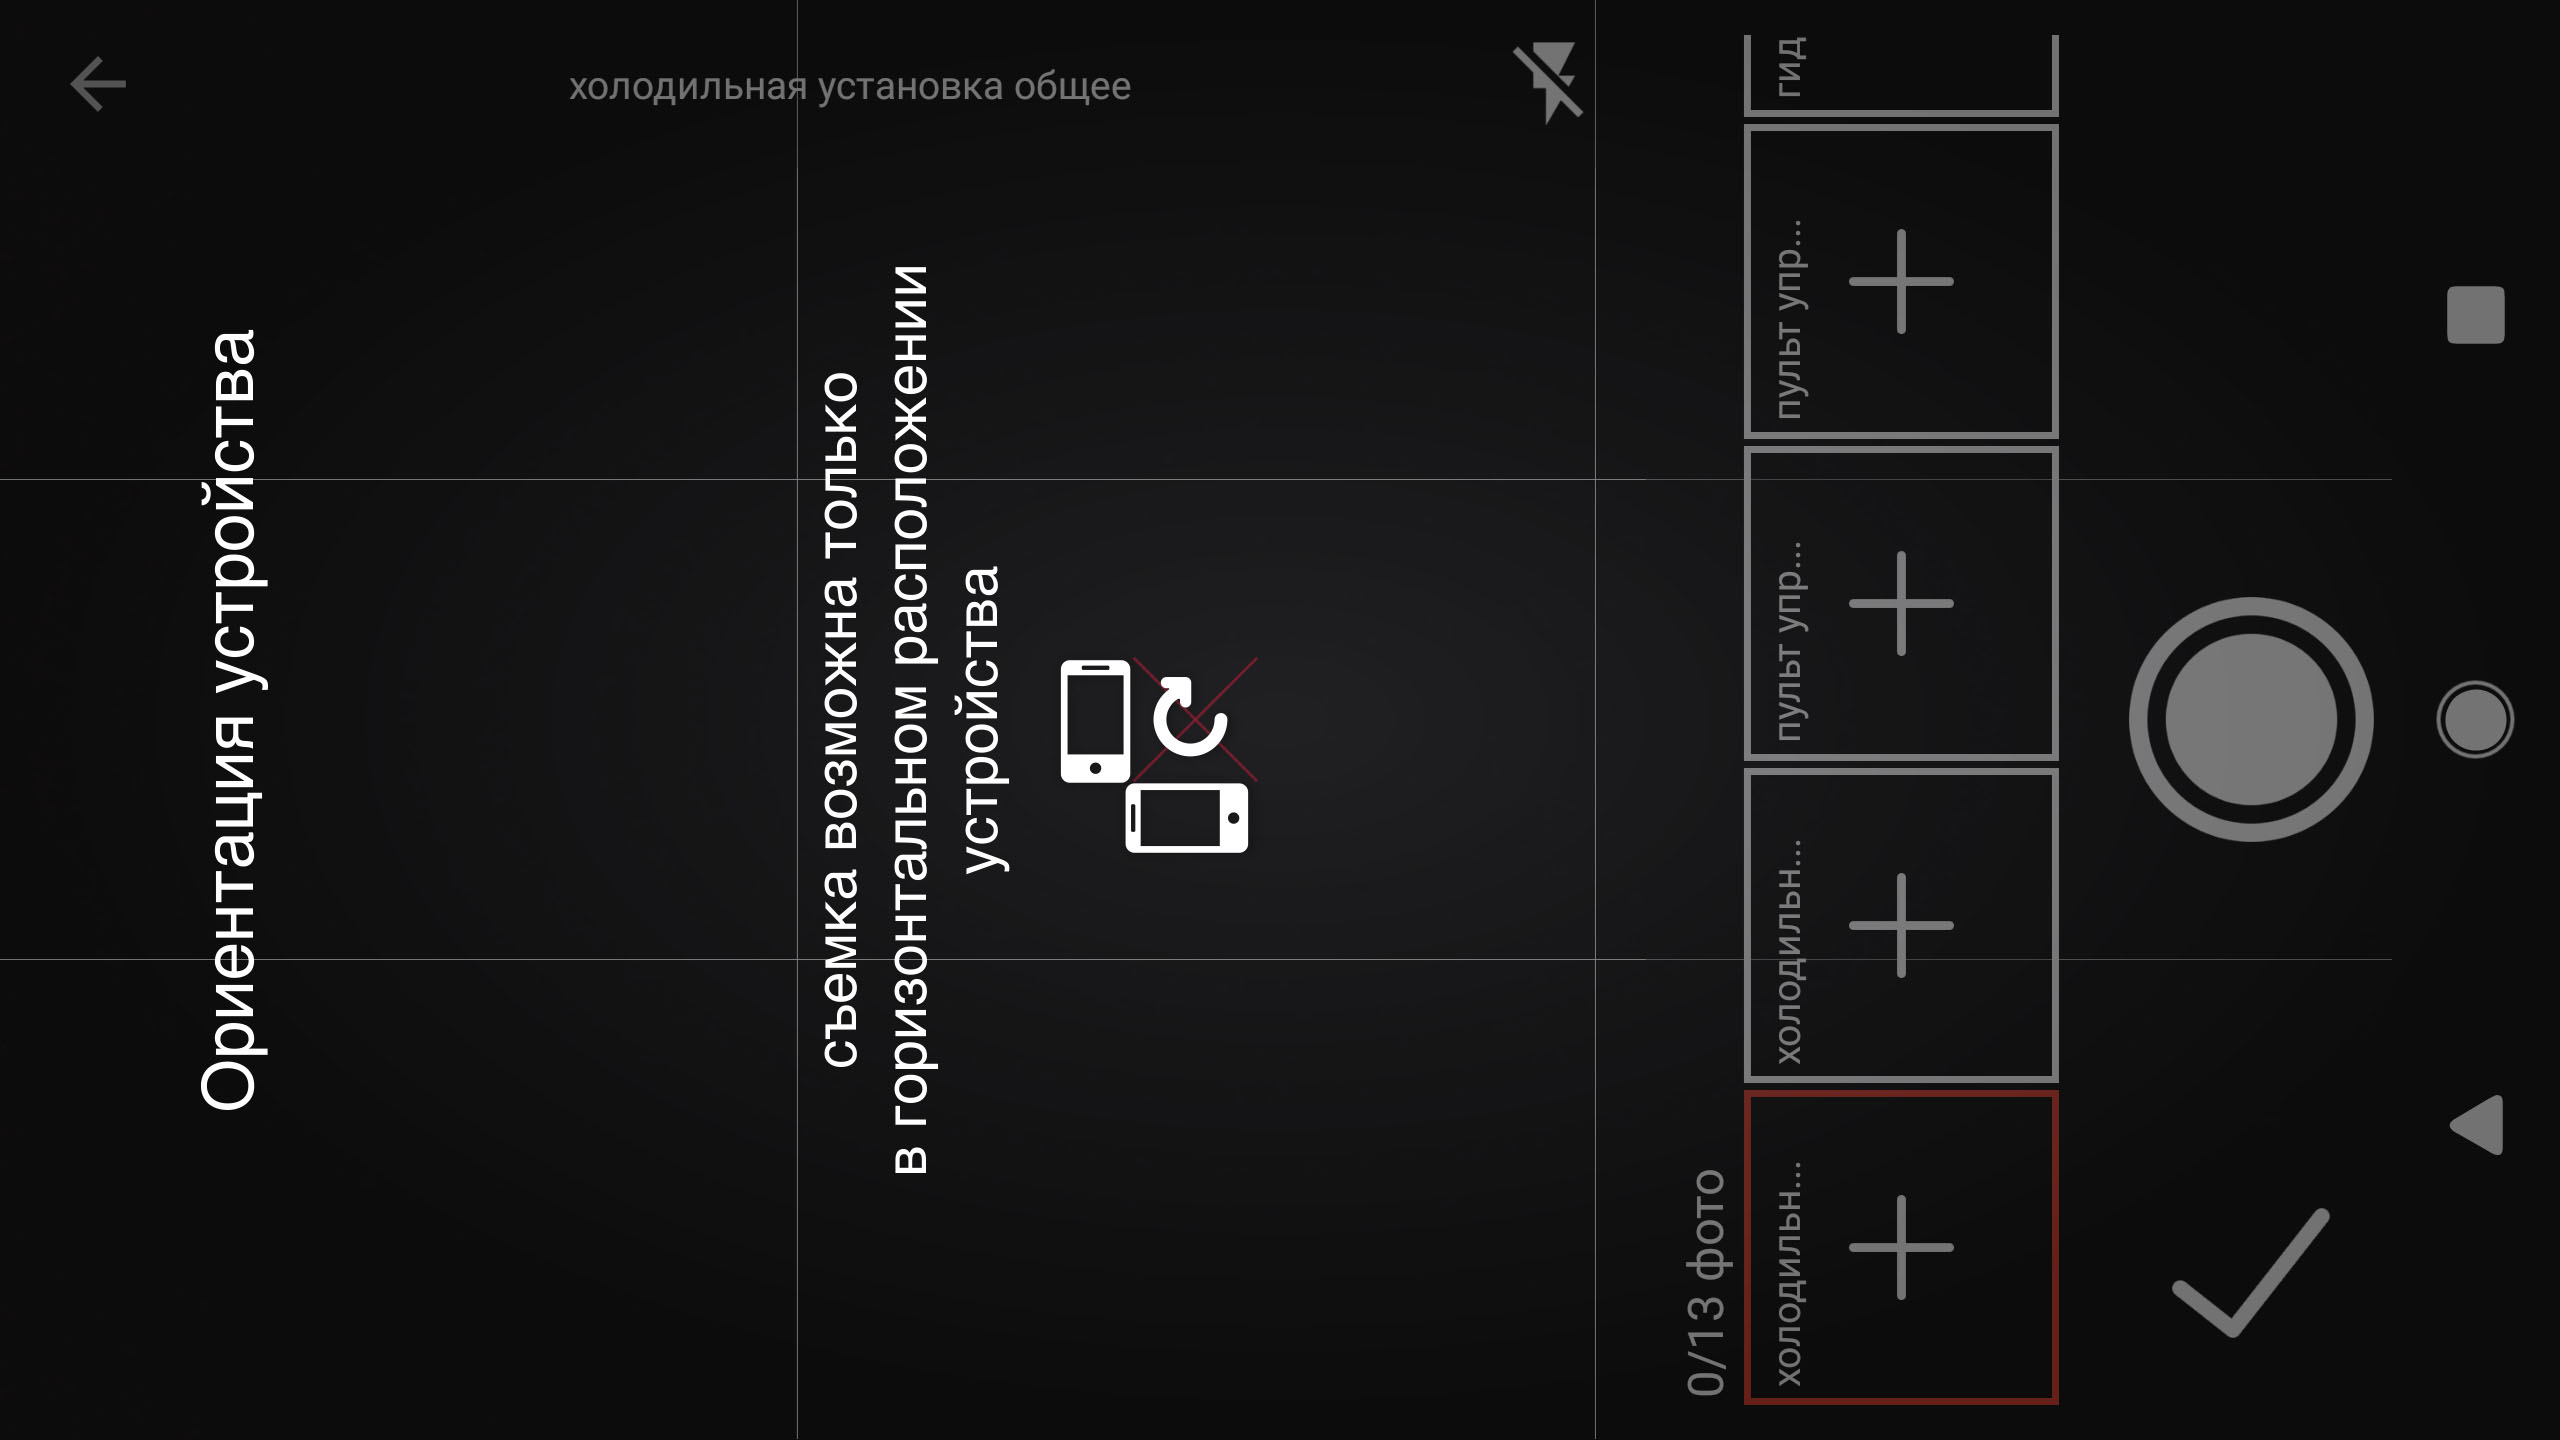 холодильная установка общее
Ориентация устройства
съемка возможна только
в горизонтальном расположении
устройства
0/13 фото
холодильн...
холодильн...
пульт упр...
пульт упр...
гид